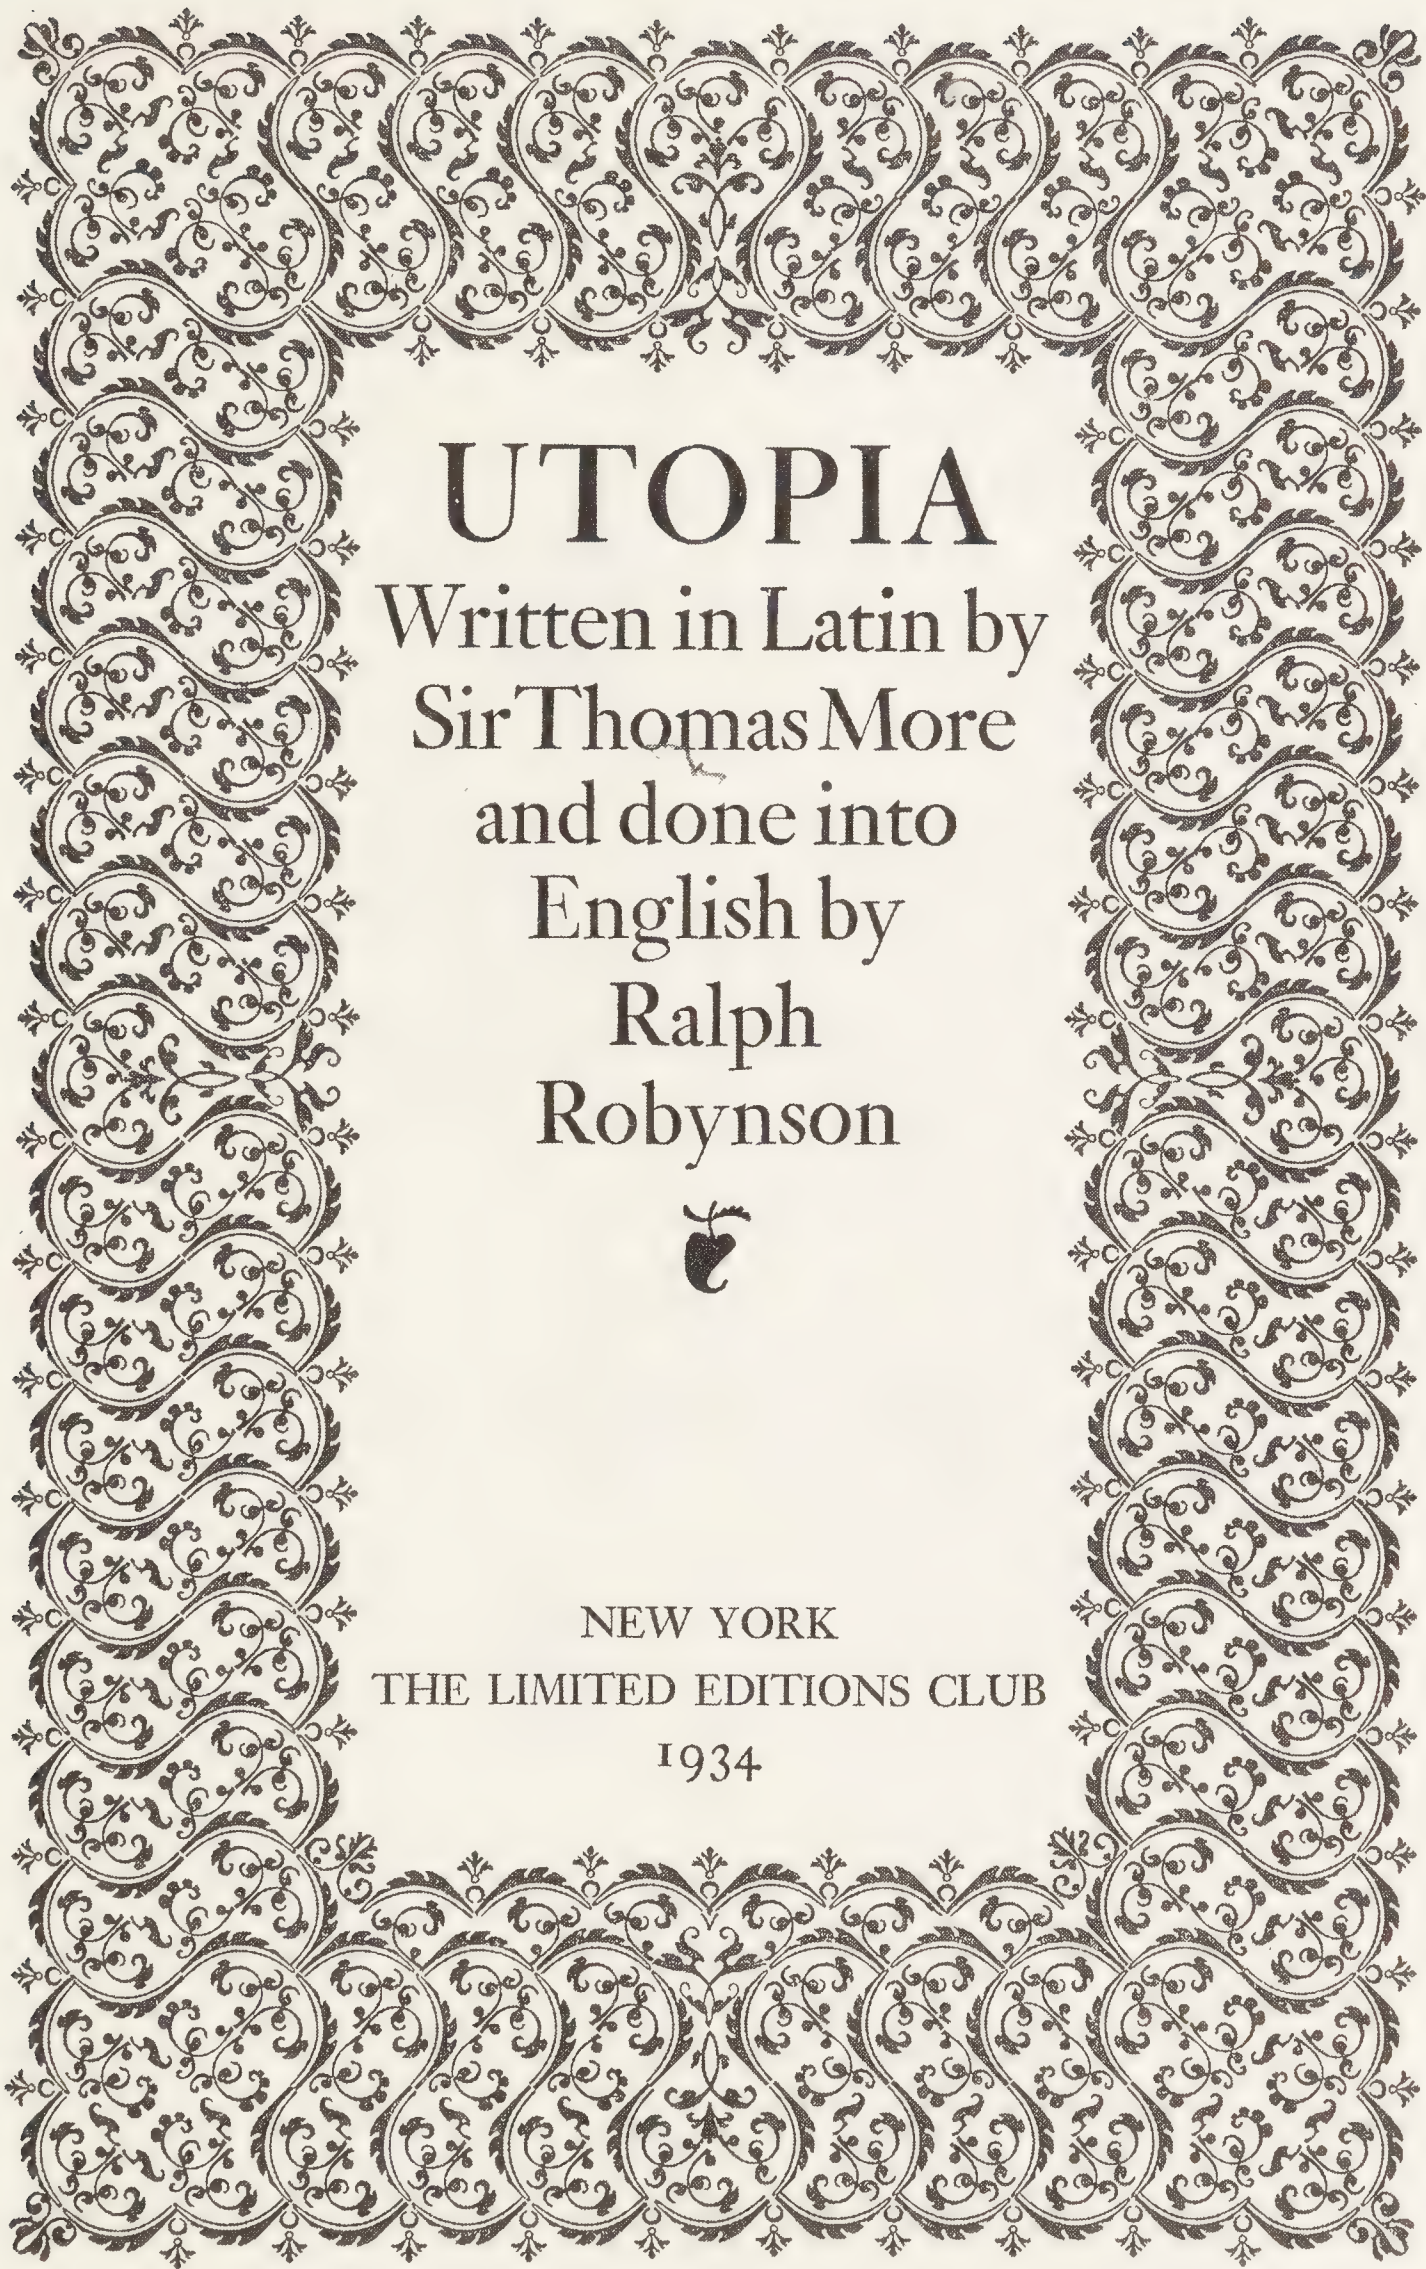 UTOPIA
Written in Latin by
Sir Thomas More
and done into
English by
Ralph
Robynson
NEW YORK
THE LIMITED EDITIONS CLUB
1934